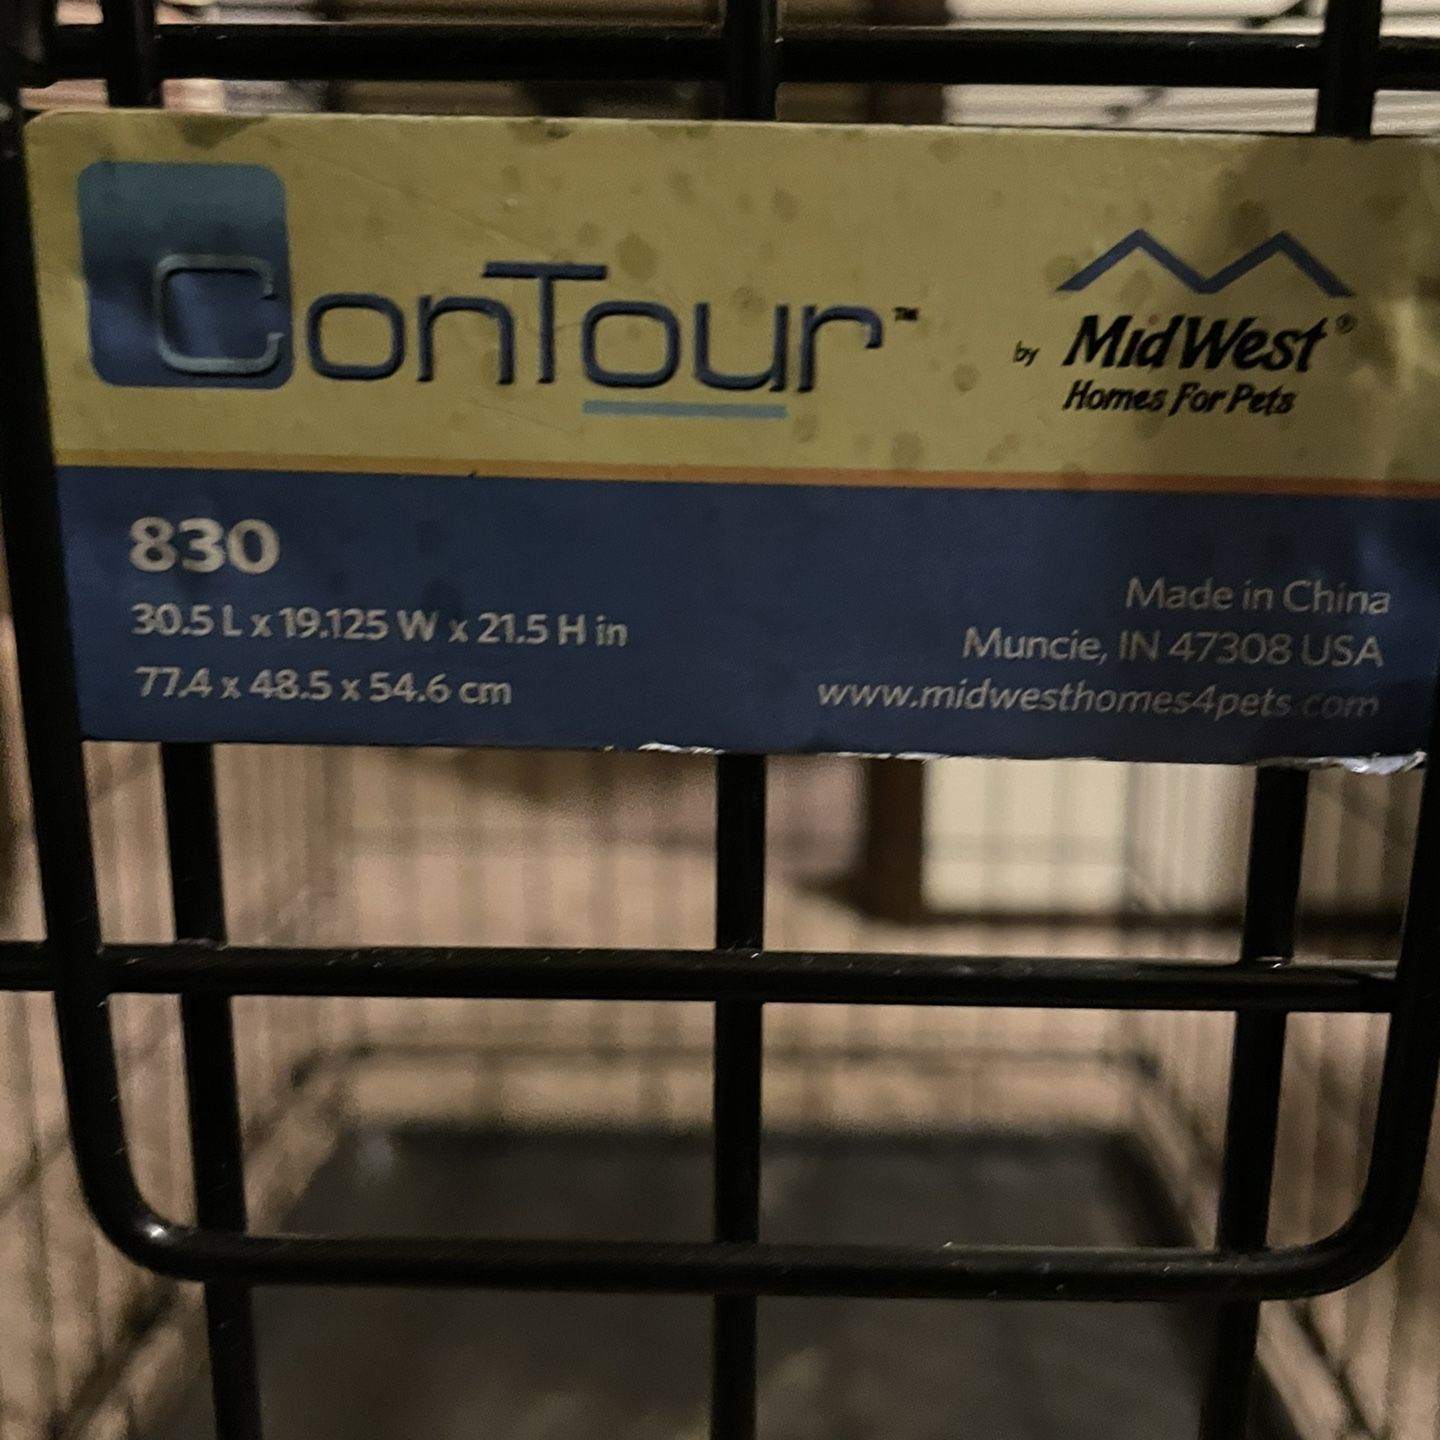 ConTour™
by MidWest®
Homes For Pets
830
30.5 L x 19.125 W x 21.5 H in
77.4 x 48.5 x 54.6 cm
Made in China
Muncie, IN 47308 USA
www.midwesthomes4pets.com